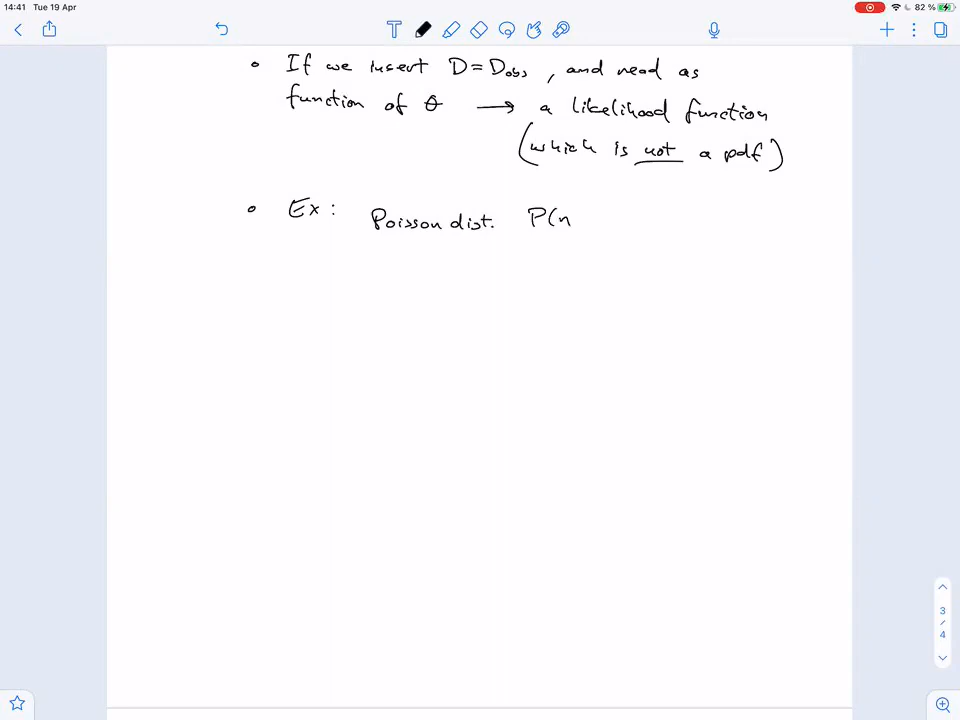 14:41 Tue 19 Apr 82 %
T
• If we insert D = D_obs, and read as
function of θ → a likelihood function
(which is not a pdf)
• Ex: Poisson dist. P(n
3
/
4